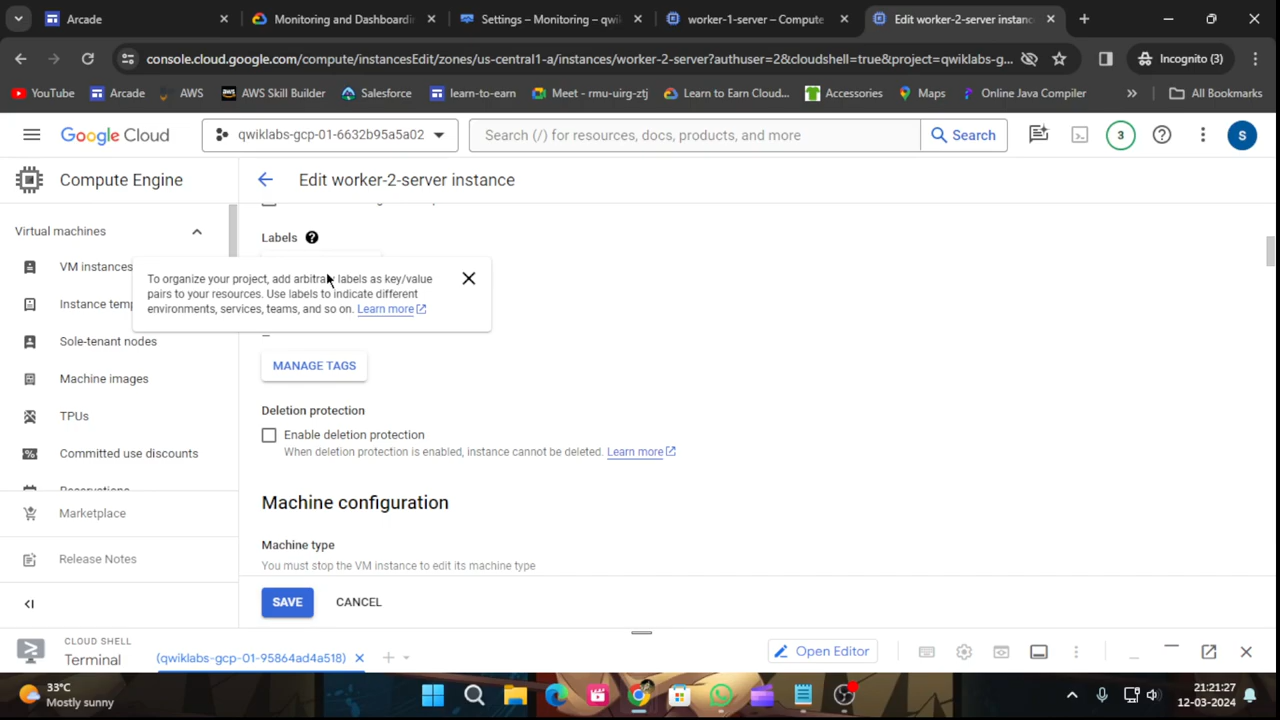 Arcade
Monitoring and Dashboardi
Settings – Monitoring – qwi
worker-1-server – Compute
Edit worker-2-server instanc
console.cloud.google.com/compute/instancesEdit/zones/us-central1-a/instances/worker-2-server?authuser=2&cloudshell=true&project=qwiklabs-g...
Incognito (3)
YouTube
Arcade
AWS
AWS Skill Builder
Salesforce
learn-to-earn
Meet - rmu-uirg-ztj
Learn to Earn Cloud...
Accessories
Maps
Online Java Compiler
All Bookmarks
Google Cloud
qwiklabs-gcp-01-6632b95a5a02
Search (/) for resources, docs, products, and more
Search
3
S
Compute Engine
Edit worker-2-server instance
Virtual machines
Labels
VM instances
To organize your project, add arbitrary labels as key/value
pairs to your resources. Use labels to indicate different
environments, services, teams, and so on. Learn more
Instance temp
Sole-tenant nodes
MANAGE TAGS
Machine images
Deletion protection
TPUs
Enable deletion protection
When deletion protection is enabled, instance cannot be deleted. Learn more
Committed use discounts
Reservations
Machine configuration
Marketplace
Machine type
You must stop the VM instance to edit its machine type
Release Notes
SAVE
CANCEL
CLOUD SHELL
Terminal
(qwiklabs-gcp-01-95864ad4a518)
Open Editor
33°C
Mostly sunny
21:21:27
12-03-2024